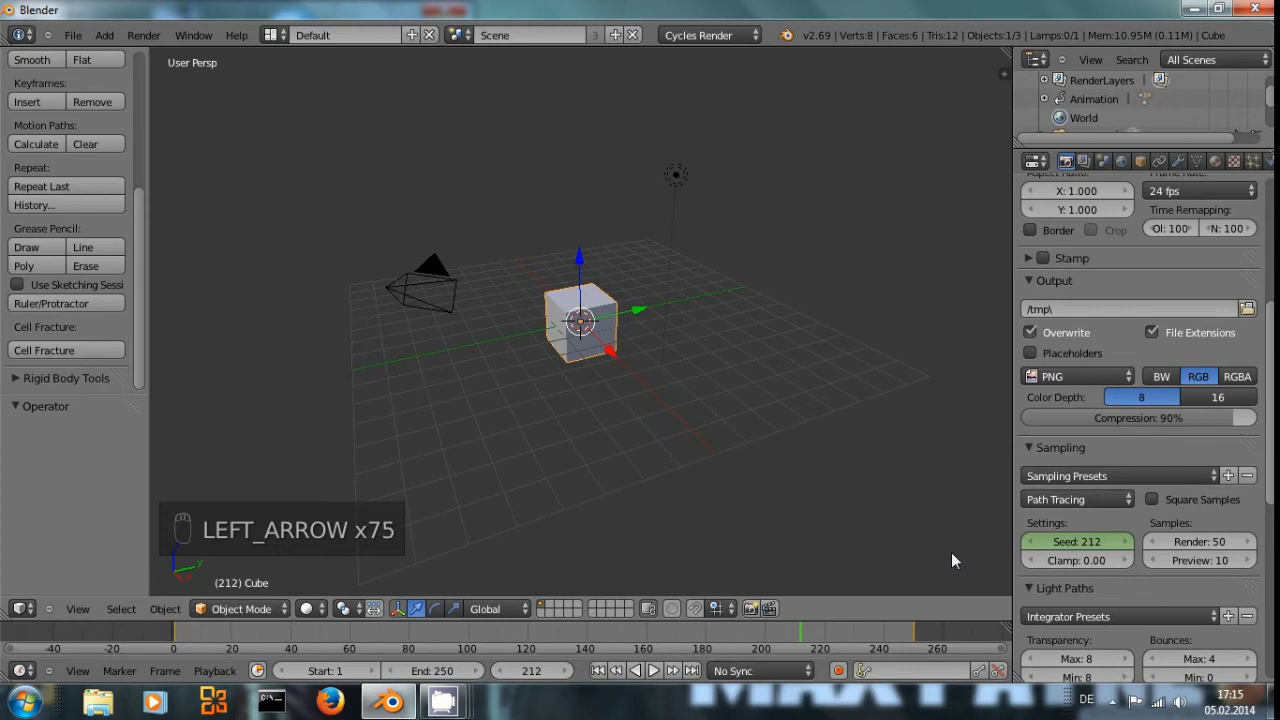 Blender
File Add Render Window Help Default Scene 3 Cycles Render v2.69 | Verts:8 | Faces:6 | Tris:12 | Objects:1/3 | Lamps:0/1 | Mem:10.95M (0.11M) | Cube
Smooth Flat
Keyframes:
Insert Remove
Motion Paths:
Calculate Clear
Repeat:
Repeat Last
History...
Grease Pencil:
Draw Line
Poly Erase
Use Sketching Sessi
Ruler/Protractor
Cell Fracture:
Cell Fracture
Rigid Body Tools
Operator
User Persp
LEFT_ARROW x75
z
y
x
(212) Cube
View Search All Scenes
RenderLayers |
Animation |
World
X: 1.000 24 fps
Y: 1.000 Time Remapping:
Border Crop Ol: 100 N: 100
Stamp
Output
/tmp\
Overwrite File Extensions
Placeholders
PNG BW RGB RGBA
Color Depth: 8 16
Compression: 90%
Sampling
Sampling Presets
Path Tracing Square Samples
Settings: Samples:
Seed: 212 Render: 50
Clamp: 0.00 Preview: 10
Light Paths
Integrator Presets
Transparency: Bounces:
Max: 8 Max: 4
Min: 8 Min: 0
View Select Object Object Mode Global
-40 -20 0 20 40 60 80 100 120 140 160 180 200 220 240 260
View Marker Frame Playback Start: 1 End: 250 212 No Sync
DE 17:15
05.02.2014